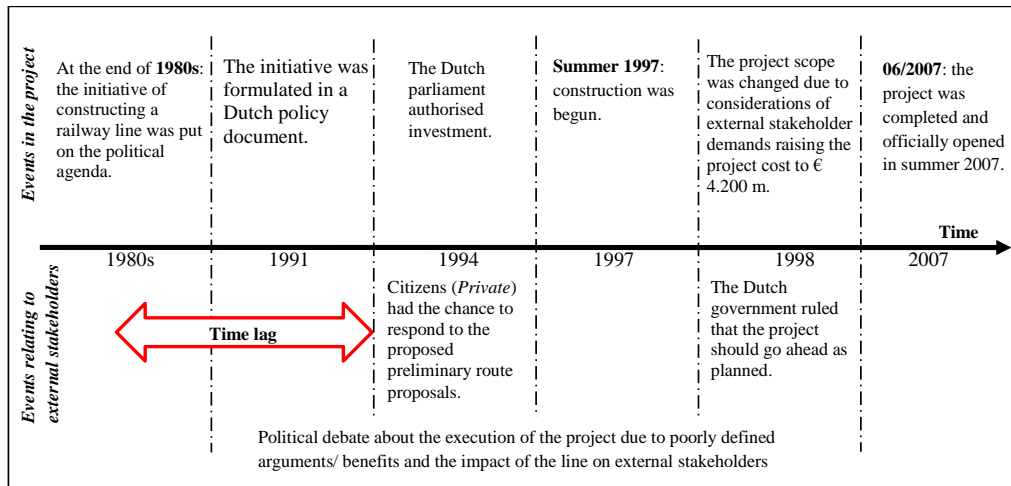 Events in the project
At the end of 1980s:
the initiative of
constructing a
railway line was put
on the political
agenda.
The initiative was
formulated in a
Dutch policy
document.
The Dutch
parliament
authorised
investment.
Summer 1997:
construction was
begun.
The project scope
was changed due to
considerations of
external stakeholder
demands raising the
project cost to €
4.200 m.
06/2007: the
project was
completed and
officially opened
in summer 2007.
Time
1980s
1991
1994
1997
1998
2007
Events relating to
external stakeholders
Time lag
Citizens (Private)
had the chance to
respond to the
proposed
preliminary route
proposals.
The Dutch
government ruled
that the project
should go ahead as
planned.
Political debate about the execution of the project due to poorly defined
arguments/ benefits and the impact of the line on external stakeholders